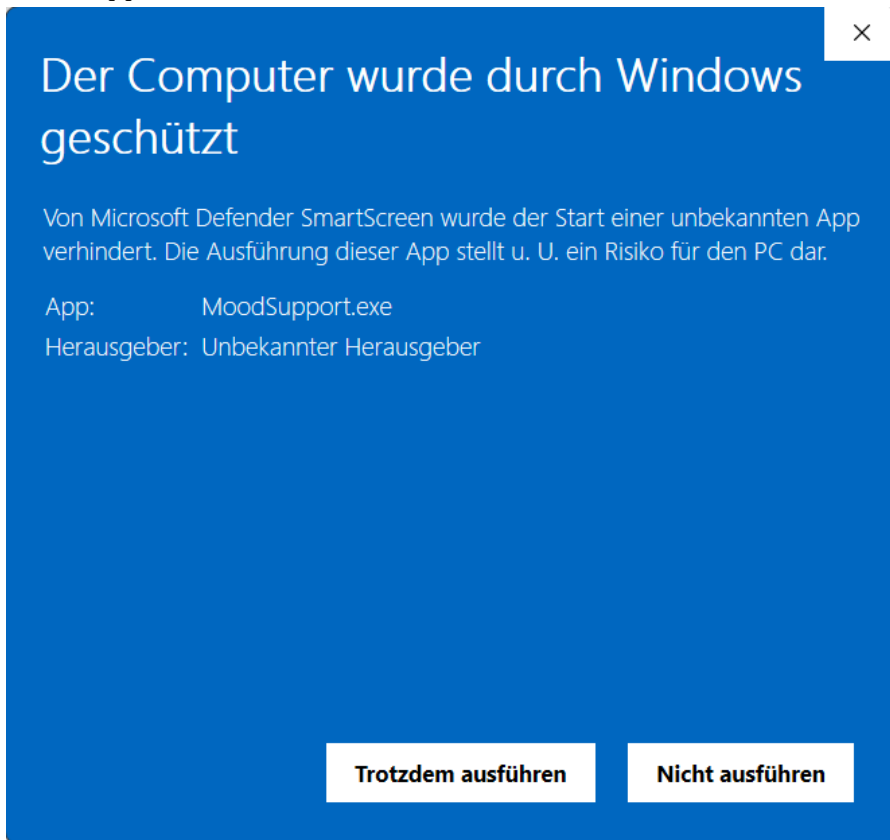 Der Computer wurde durch Windows
geschützt
Von Microsoft Defender SmartScreen wurde der Start einer unbekannten App
verhindert. Die Ausführung dieser App stellt u. U. ein Risiko für den PC dar.
App: MoodSupport.exe
Herausgeber: Unbekannter Herausgeber
Trotzdem ausführen Nicht ausführen